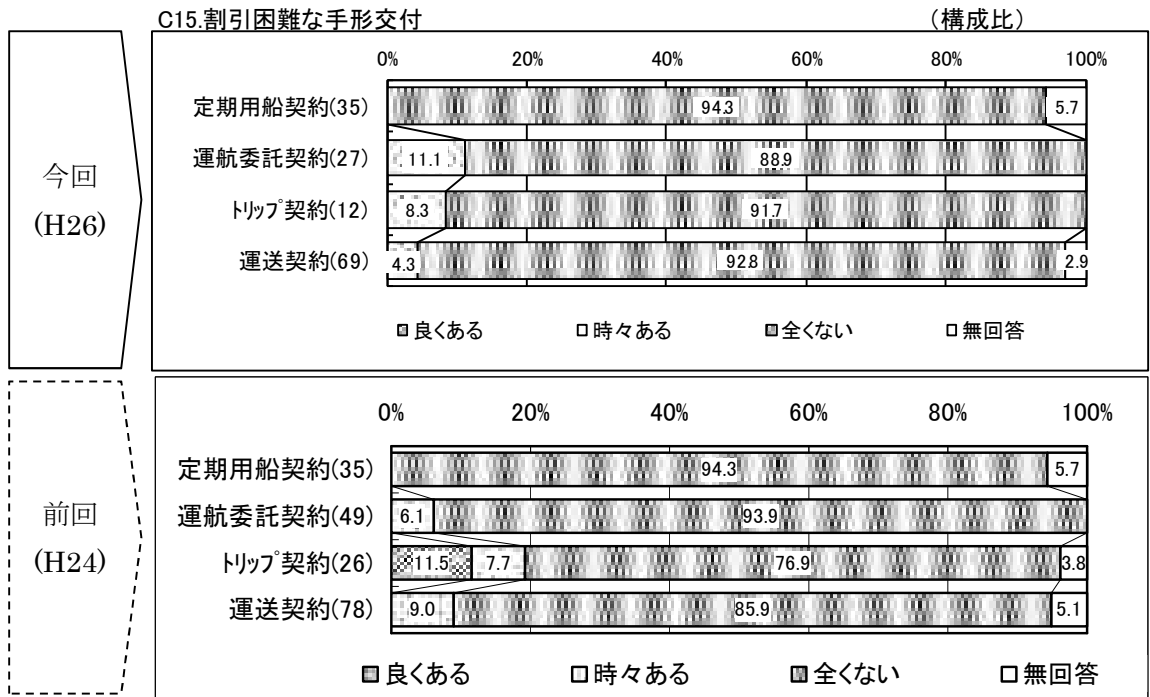 C15.割引困難な手形交付 (構成比)
今回
(H26)
0% 20% 40% 60% 80% 100%
定期用船契約(35) 94.3 5.7
運航委託契約(27) 11.1 88.9
トリップ契約(12) 8.3 91.7
運送契約(69) 4.3 92.8 2.9
良くある 時々ある 全くない 無回答
前回
(H24)
0% 20% 40% 60% 80% 100%
定期用船契約(35) 94.3 5.7
運航委託契約(49) 6.1 93.9
トリップ契約(26) 11.5 7.7 76.9 3.8
運送契約(78) 9.0 85.9 5.1
良くある 時々ある 全くない 無回答